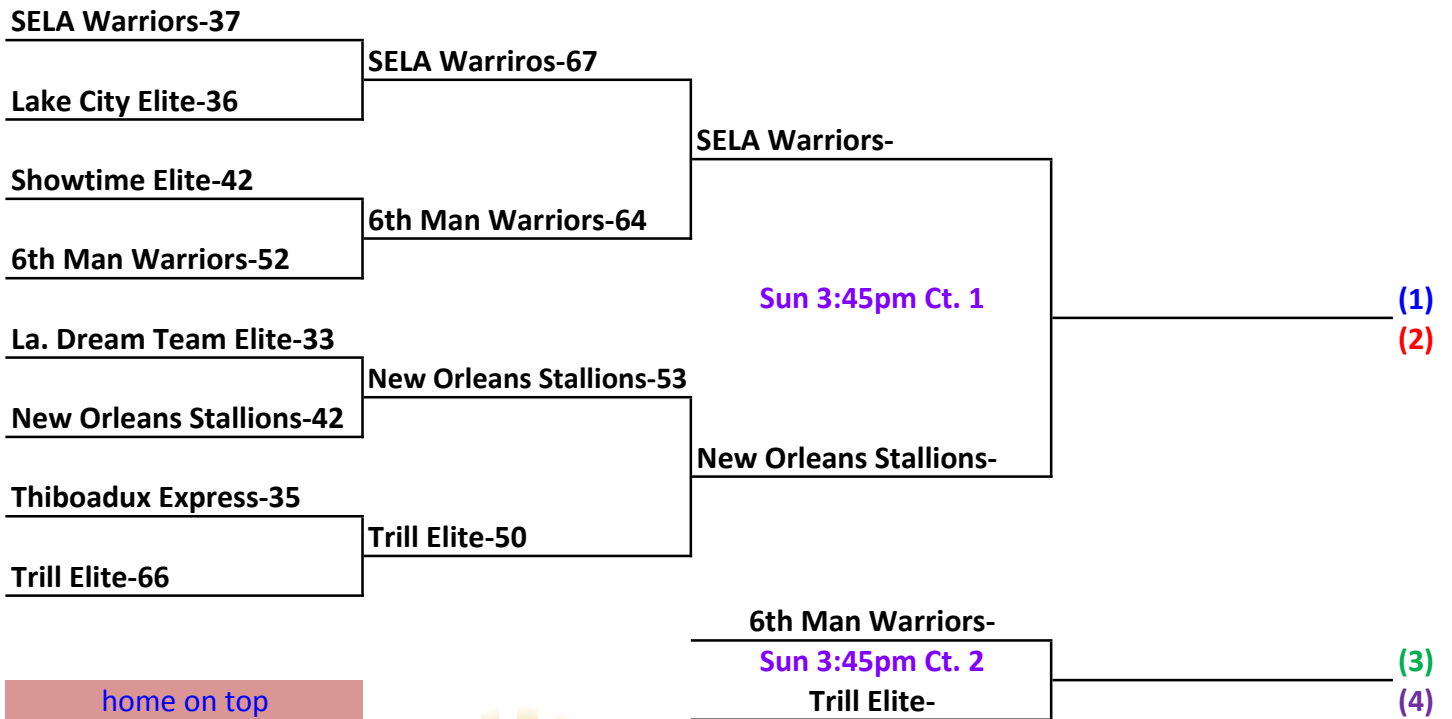 SELA Warriors-37
SELA Warriros-67
Lake City Elite-36
SELA Warriors-
Showtime Elite-42
6th Man Warriors-64
6th Man Warriors-52
Sun 3:45pm Ct. 1
(1)
La. Dream Team Elite-33
(2)
New Orleans Stallions-53
New Orleans Stallions-42
New Orleans Stallions-
Thiboadux Express-35
Trill Elite-50
Trill Elite-66
6th Man Warriors-
Sun 3:45pm Ct. 2
(3)
home on top
Trill Elite-
(4)